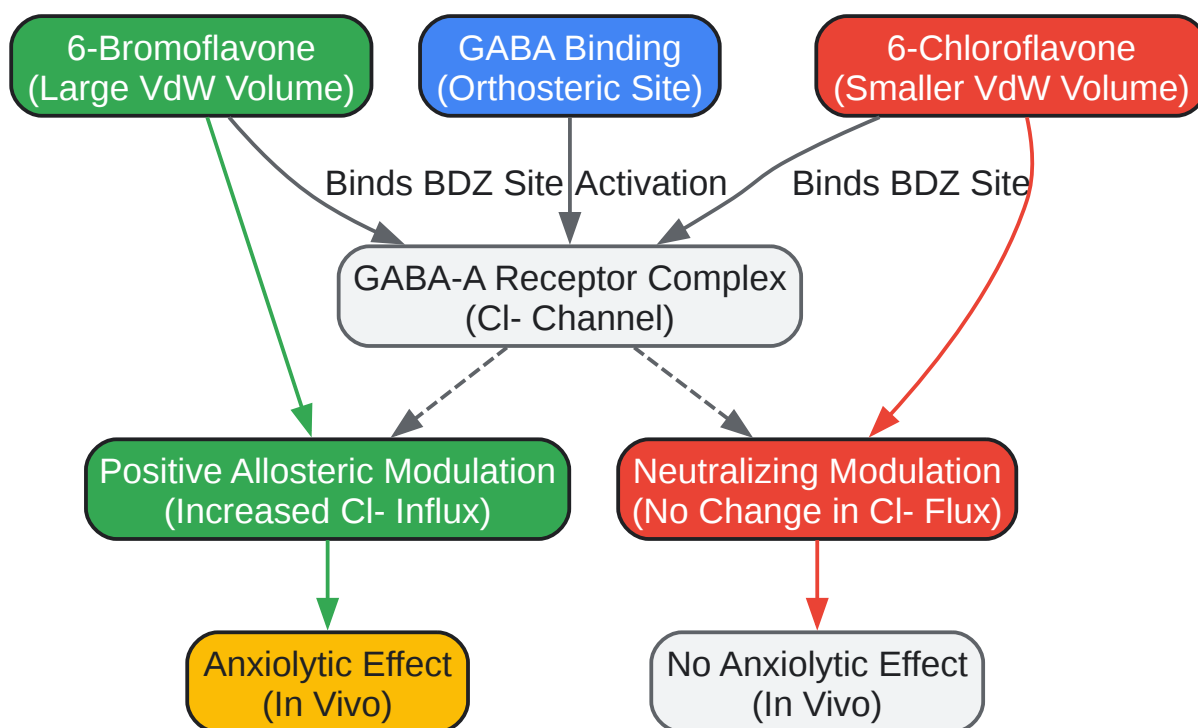 6-Bromoflavone
(Large VdW Volume)
GABA Binding
(Orthosteric Site)
6-Chloroflavone
(Smaller VdW Volume)
Binds BDZ Site
Activation
Binds BDZ Site
GABA-A Receptor Complex
(Cl- Channel)
Positive Allosteric Modulation
(Increased Cl- Influx)
Neutralizing Modulation
(No Change in Cl- Flux)
Anxiolytic Effect
(In Vivo)
No Anxiolytic Effect
(In Vivo)